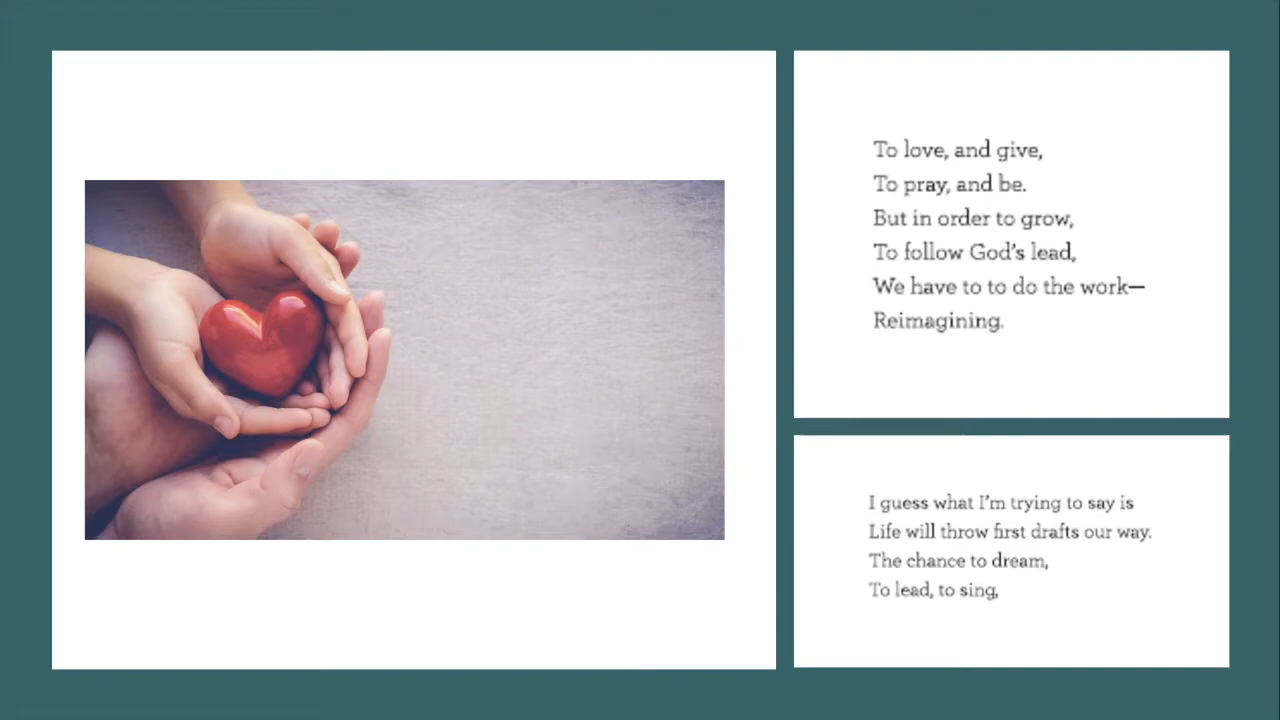 To love, and give,
To pray, and be.
But in order to grow,
To follow God's lead,
We have to to do the work—
Reimagining.
I guess what I'm trying to say is
Life will throw first drafts our way.
The chance to dream,
To lead, to sing,